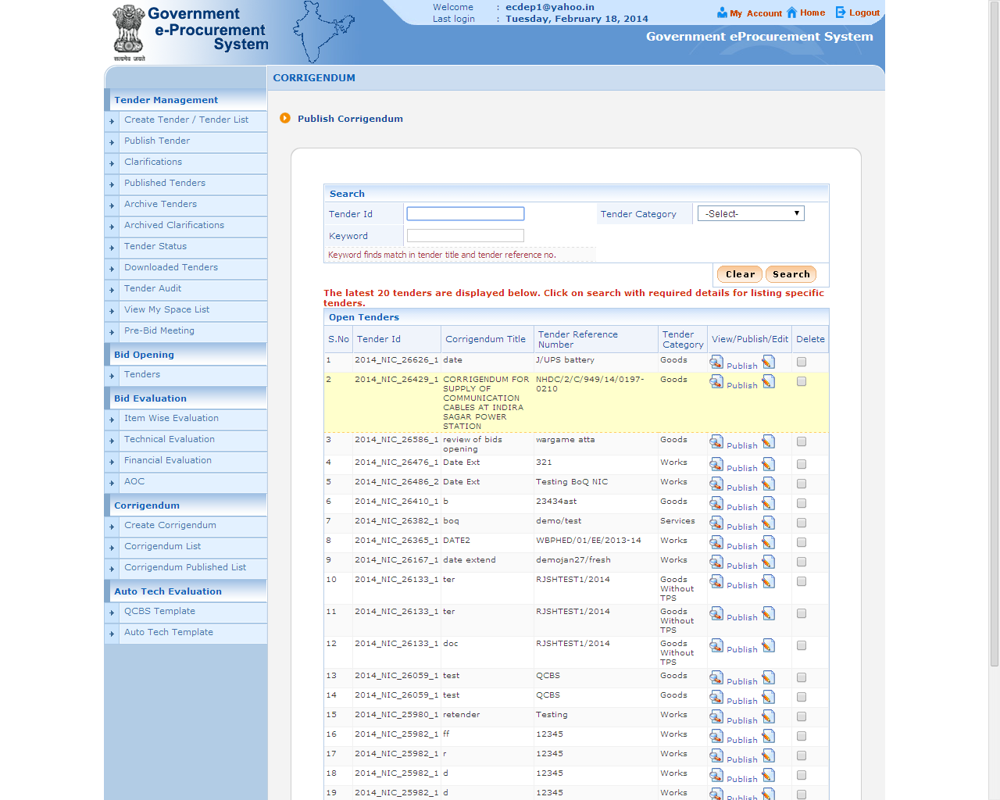 Government
e-Procurement
System
सत्यमेव जयते
Welcome : ecdep1@yahoo.in
Last login : Tuesday, February 18, 2014
My Account Home Logout
Government eProcurement System
CORRIGENDUM
Tender Management
Create Tender / Tender List
Publish Tender
Clarifications
Published Tenders
Archive Tenders
Archived Clarifications
Tender Status
Downloaded Tenders
Tender Audit
View My Space List
Pre-Bid Meeting
Bid Opening
Tenders
Bid Evaluation
Item Wise Evaluation
Technical Evaluation
Financial Evaluation
AOC
Corrigendum
Create Corrigendum
Corrigendum List
Corrigendum Published List
Auto Tech Evaluation
QCBS Template
Auto Tech Template
Publish Corrigendum
Search
Tender Id Tender Category -Select-
Keyword
Keyword finds match in tender title and tender reference no.
Clear Search
The latest 20 tenders are displayed below. Click on search with required details for listing specific
tenders.
Open Tenders
S.No Tender Id Corrigendum Title Tender Reference Number Tender Category View/Publish/Edit Delete
1 2014_NIC_26626_1 date J/UPS battery Goods Publish
2 2014_NIC_26429_1 CORRIGENDUM FOR SUPPLY OF COMMUNICATION CABLES AT INDIRA SAGAR POWER STATION NHDC/2/C/949/14/0197-0210 Goods Publish
3 2014_NIC_26586_1 review of bids opening wargame atta Goods Publish
4 2014_NIC_26476_1 Date Ext 321 Works Publish
5 2014_NIC_26486_2 Date Ext Testing BoQ NIC Works Publish
6 2014_NIC_26410_1 b 23434ast Goods Publish
7 2014_NIC_26382_1 boq demo/test Services Publish
8 2014_NIC_26365_1 DATE2 WBPHED/01/EE/2013-14 Works Publish
9 2014_NIC_26167_1 date extend demojan27/fresh Works Publish
10 2014_NIC_26133_1 ter RJSHTEST1/2014 Goods Without TPS Publish
11 2014_NIC_26133_1 ter RJSHTEST1/2014 Goods Without TPS Publish
12 2014_NIC_26133_1 doc RJSHTEST1/2014 Goods Without TPS Publish
13 2014_NIC_26059_1 test QCBS Goods Publish
14 2014_NIC_26059_1 test QCBS Goods Publish
15 2014_NIC_25980_1 retender Testing Works Publish
16 2014_NIC_25982_1 ff 12345 Works Publish
17 2014_NIC_25982_1 r 12345 Works Publish
18 2014_NIC_25982_1 d 12345 Works Publish
19 2014_NIC_25982_1 d 12345 Works Publish